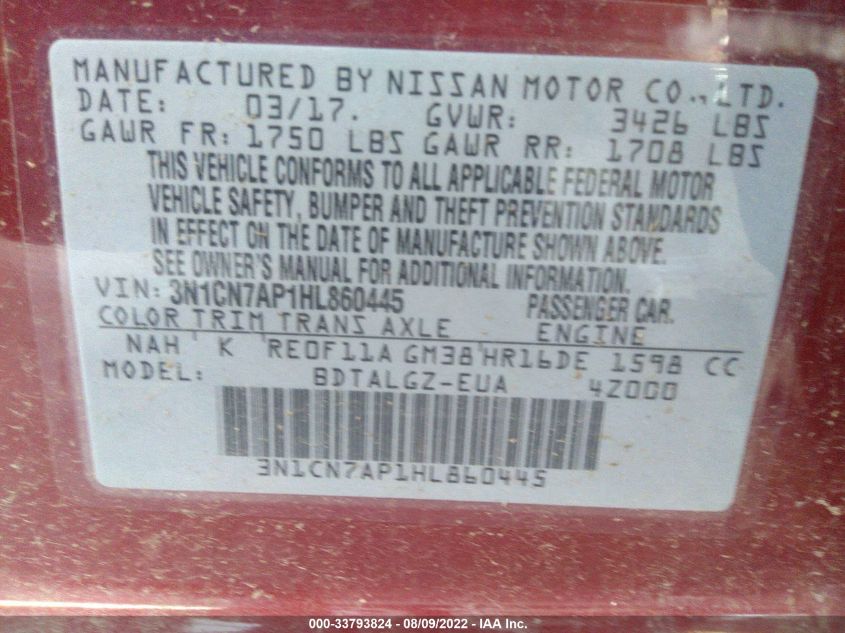 MANUFACTURED BY NISSAN MOTOR CO., LTD.
DATE: 03/17. GVWR: 3426 LBS
GAWR FR: 1750 LBS GAWR RR: 1708 LBS
THIS VEHICLE CONFORMS TO ALL APPLICABLE FEDERAL MOTOR
VEHICLE SAFETY, BUMPER AND THEFT PREVENTION STANDARDS
IN EFFECT ON THE DATE OF MANUFACTURE SHOWN ABOVE.
SEE OWNER'S MANUAL FOR ADDITIONAL INFORMATION.
VIN: 3N1CN7AP1HL860445 PASSENGER CAR.
COLOR TRIM TRANS AXLE ENGINE
NAH K RE0F11A GM38 HR16DE 1598 CC
MODEL: BDTALGZ-EUA 4Z000
3N1CN7AP1HL860445
000-33793824 - 08/09/2022 - IAA Inc.